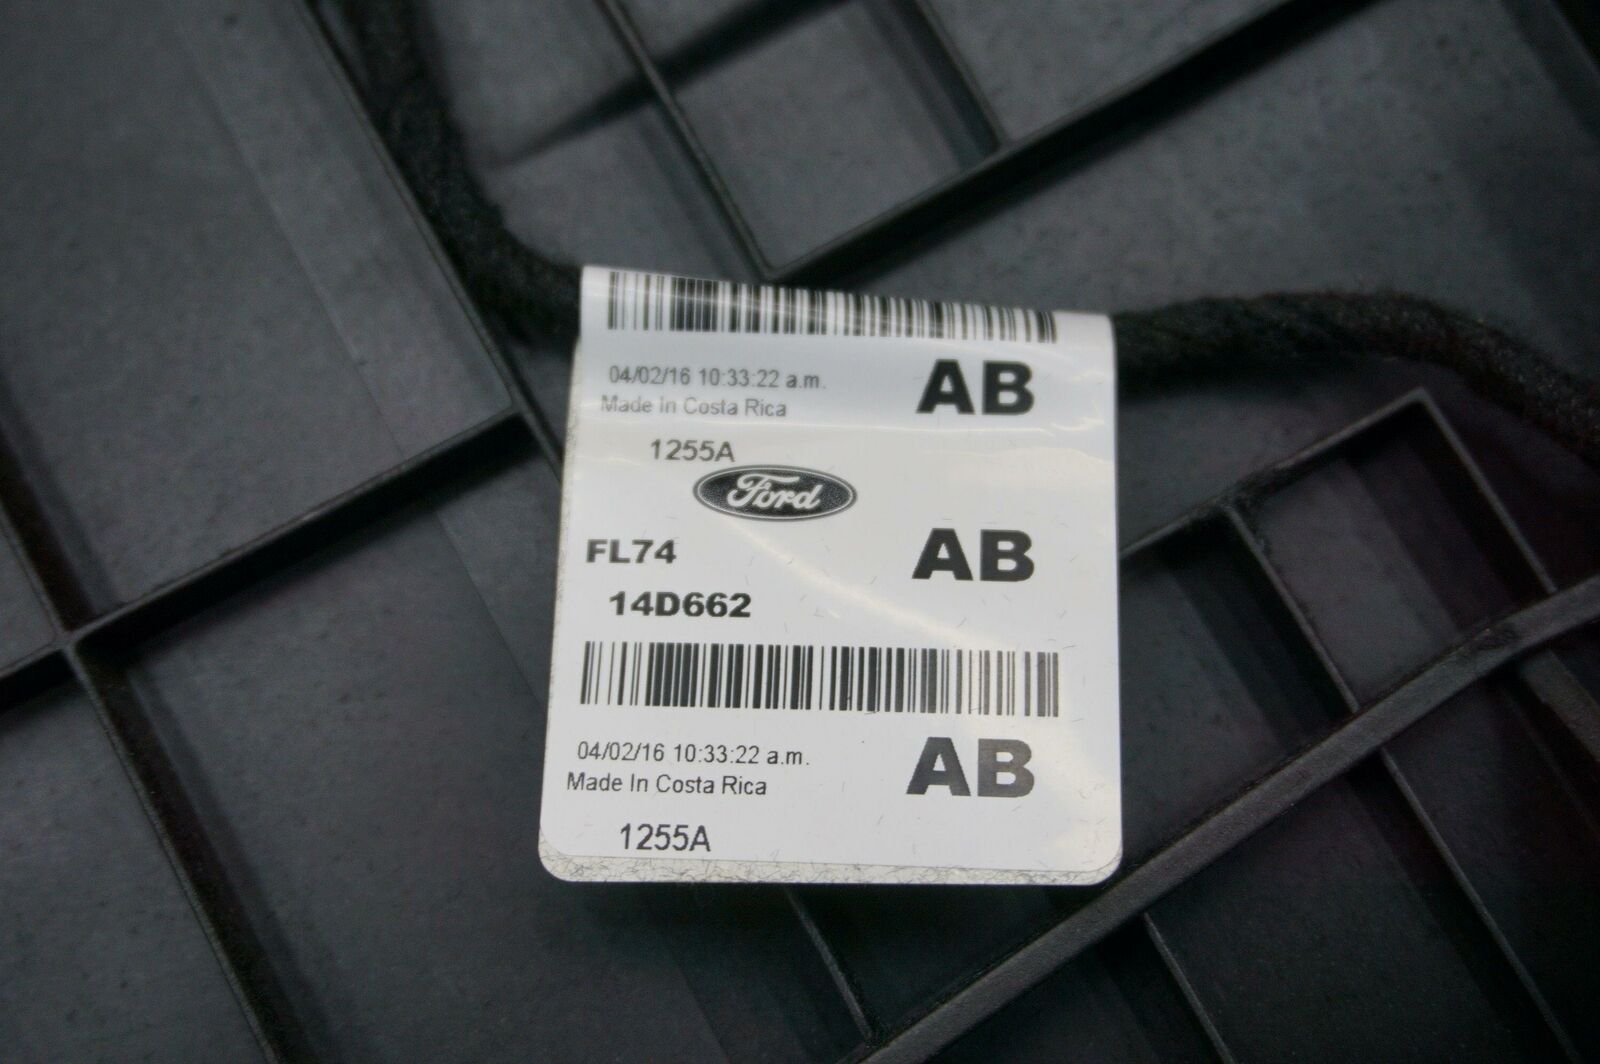 04/02/16 10:33:22 a.m.
AB
Made In Costa Rica
1255A
Ford
FL74
AB
14D662
04/02/16 10:33:22 a.m.
AB
Made In Costa Rica
1255A